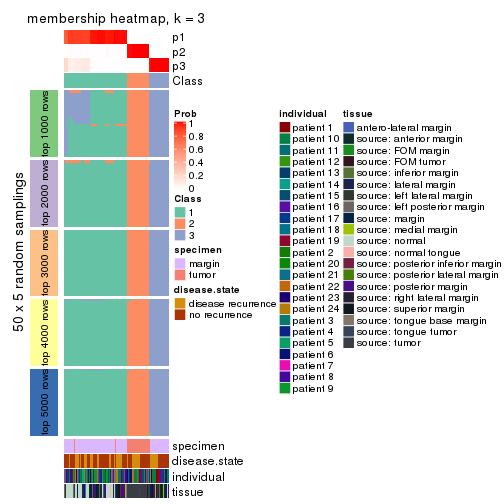 membership heatmap, k = 3
p1
p2
p3
Class
50 x 5 random samplings
top 1000 rows
top 2000 rows
top 3000 rows
top 4000 rows
top 5000 rows
specimen
disease.state
individual
tissue
Prob
1
0.8
0.6
0.4
0.2
0
Class
1
2
3
specimen
margin
tumor
disease.state
disease recurrence
no recurrence
individual
patient 1
patient 10
patient 11
patient 12
patient 13
patient 14
patient 15
patient 16
patient 17
patient 18
patient 19
patient 2
patient 20
patient 21
patient 22
patient 23
patient 24
patient 3
patient 4
patient 5
patient 6
patient 7
patient 8
patient 9
tissue
antero-lateral margin
source: anterior margin
source: FOM margin
source: FOM tumor
source: inferior margin
source: lateral margin
source: left lateral margin
source: left posterior margin
source: margin
source: medial margin
source: normal
source: normal tongue
source: posterior inferior margin
source: posterior lateral margin
source: posterior margin
source: right lateral margin
source: superior margin
source: tongue base margin
source: tongue tumor
source: tumor